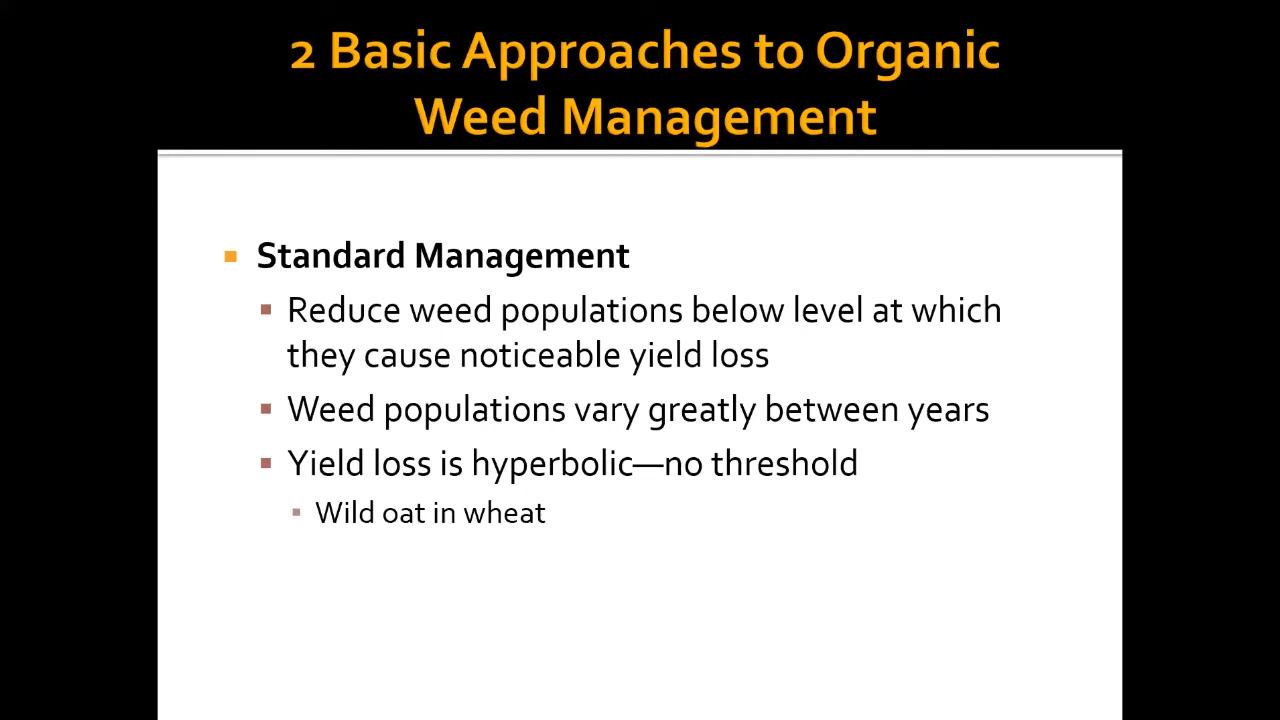 2 Basic Approaches to Organic
Weed Management
Standard Management
Reduce weed populations below level at which
they cause noticeable yield loss
Weed populations vary greatly between years
Yield loss is hyperbolic—no threshold
Wild oat in wheat